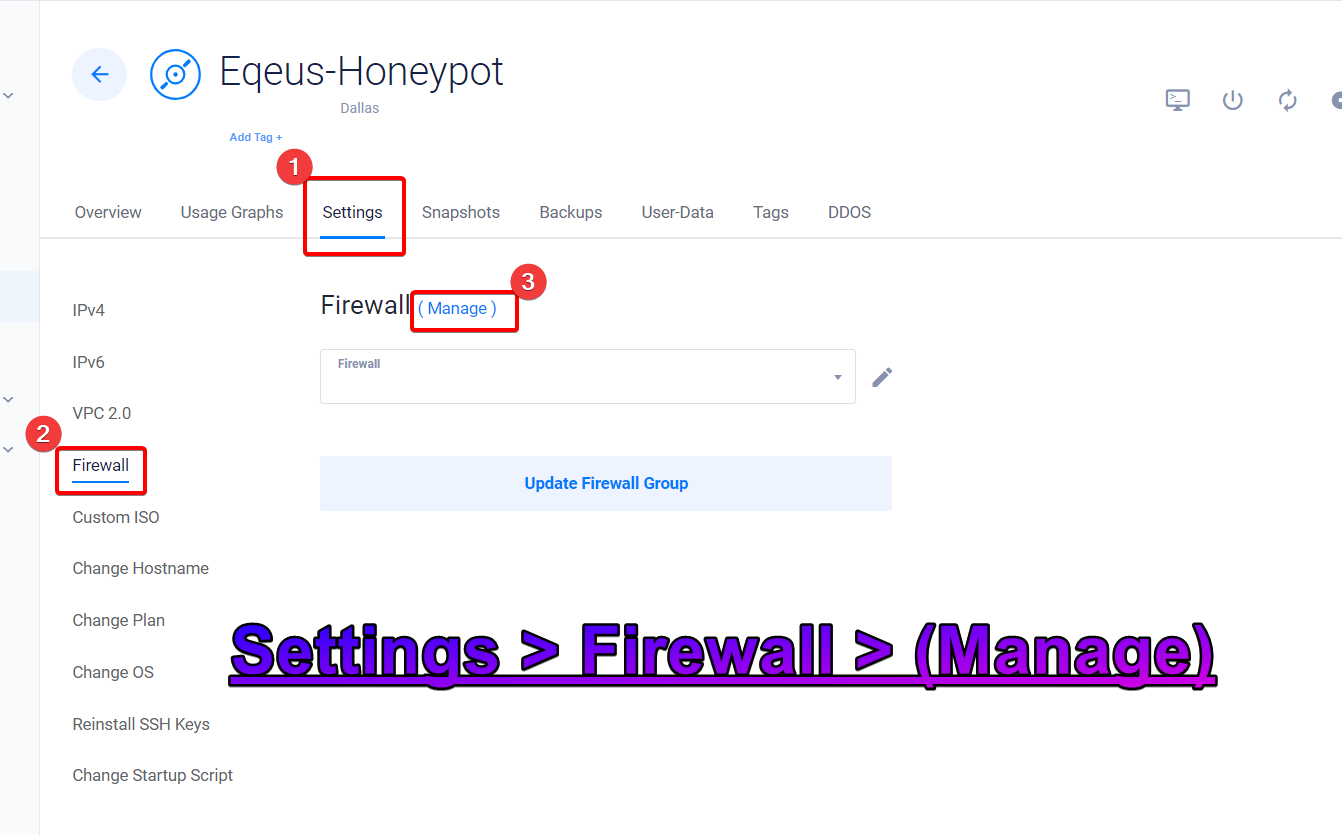 Eqeus-Honeypot
Dallas
Add Tag +
1
Overview
Usage Graphs
Settings
Snapshots
Backups
User-Data
Tags
DDOS
3
IPv4
IPv6
VPC 2.0
2
Firewall
Custom ISO
Change Hostname
Change Plan
Change OS
Reinstall SSH Keys
Change Startup Script
Firewall ( Manage )
Firewall
Update Firewall Group
Settings > Firewall > (Manage)